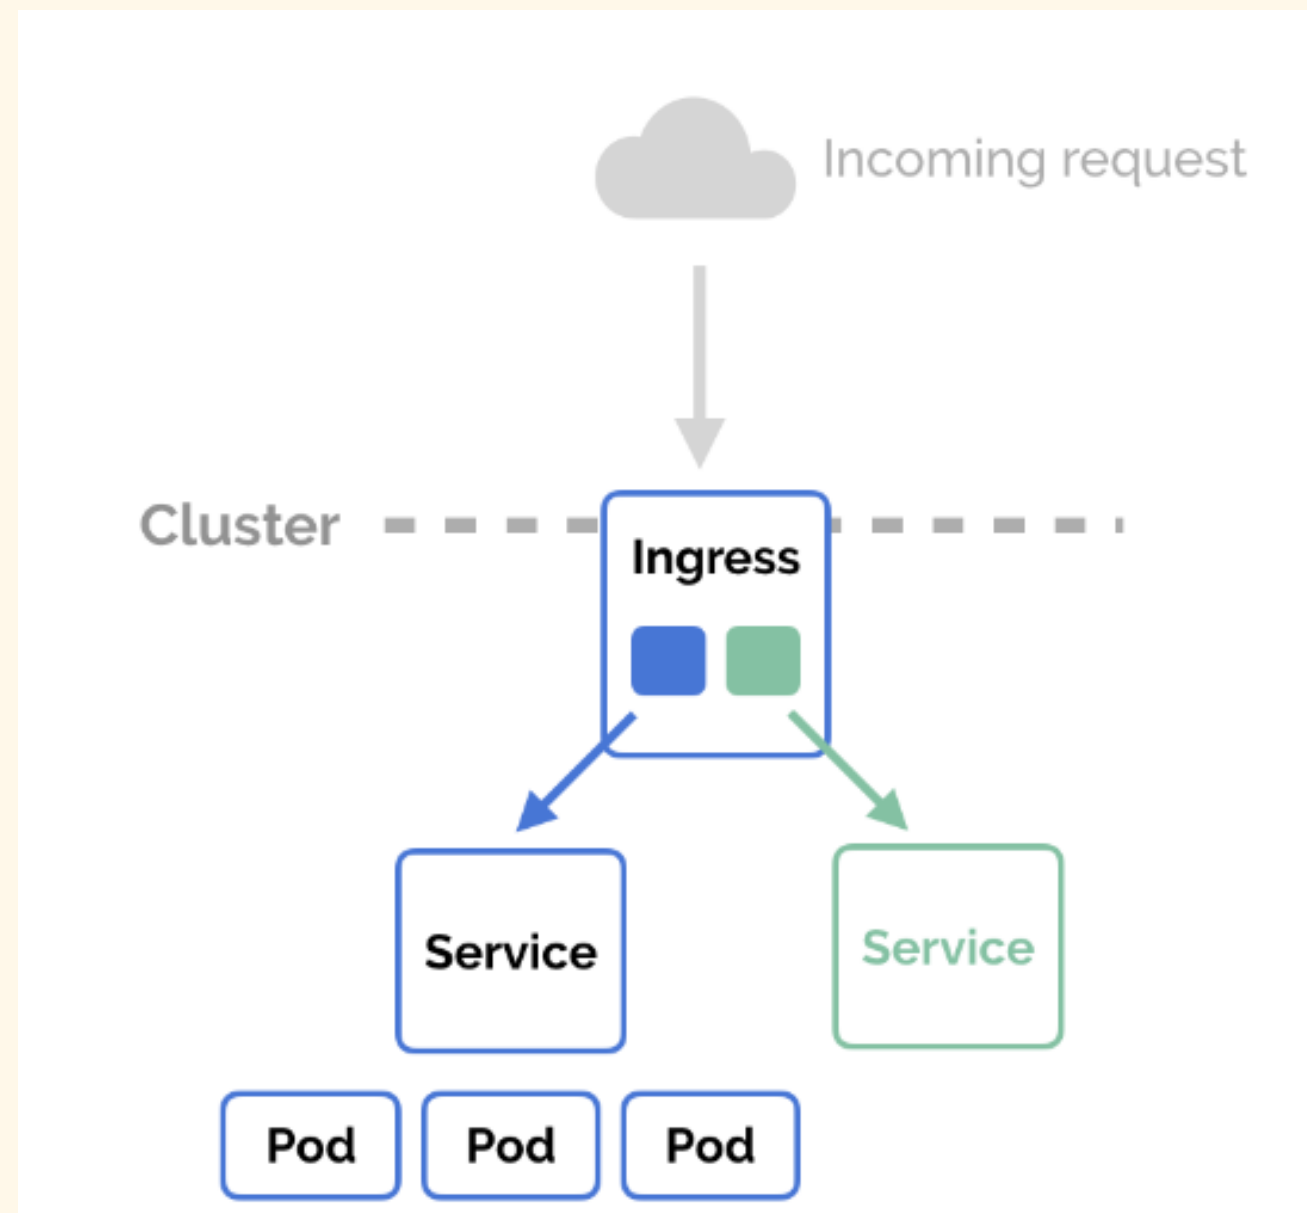 Incoming request
Cluster
Ingress
Service
Service
Pod
Pod
Pod